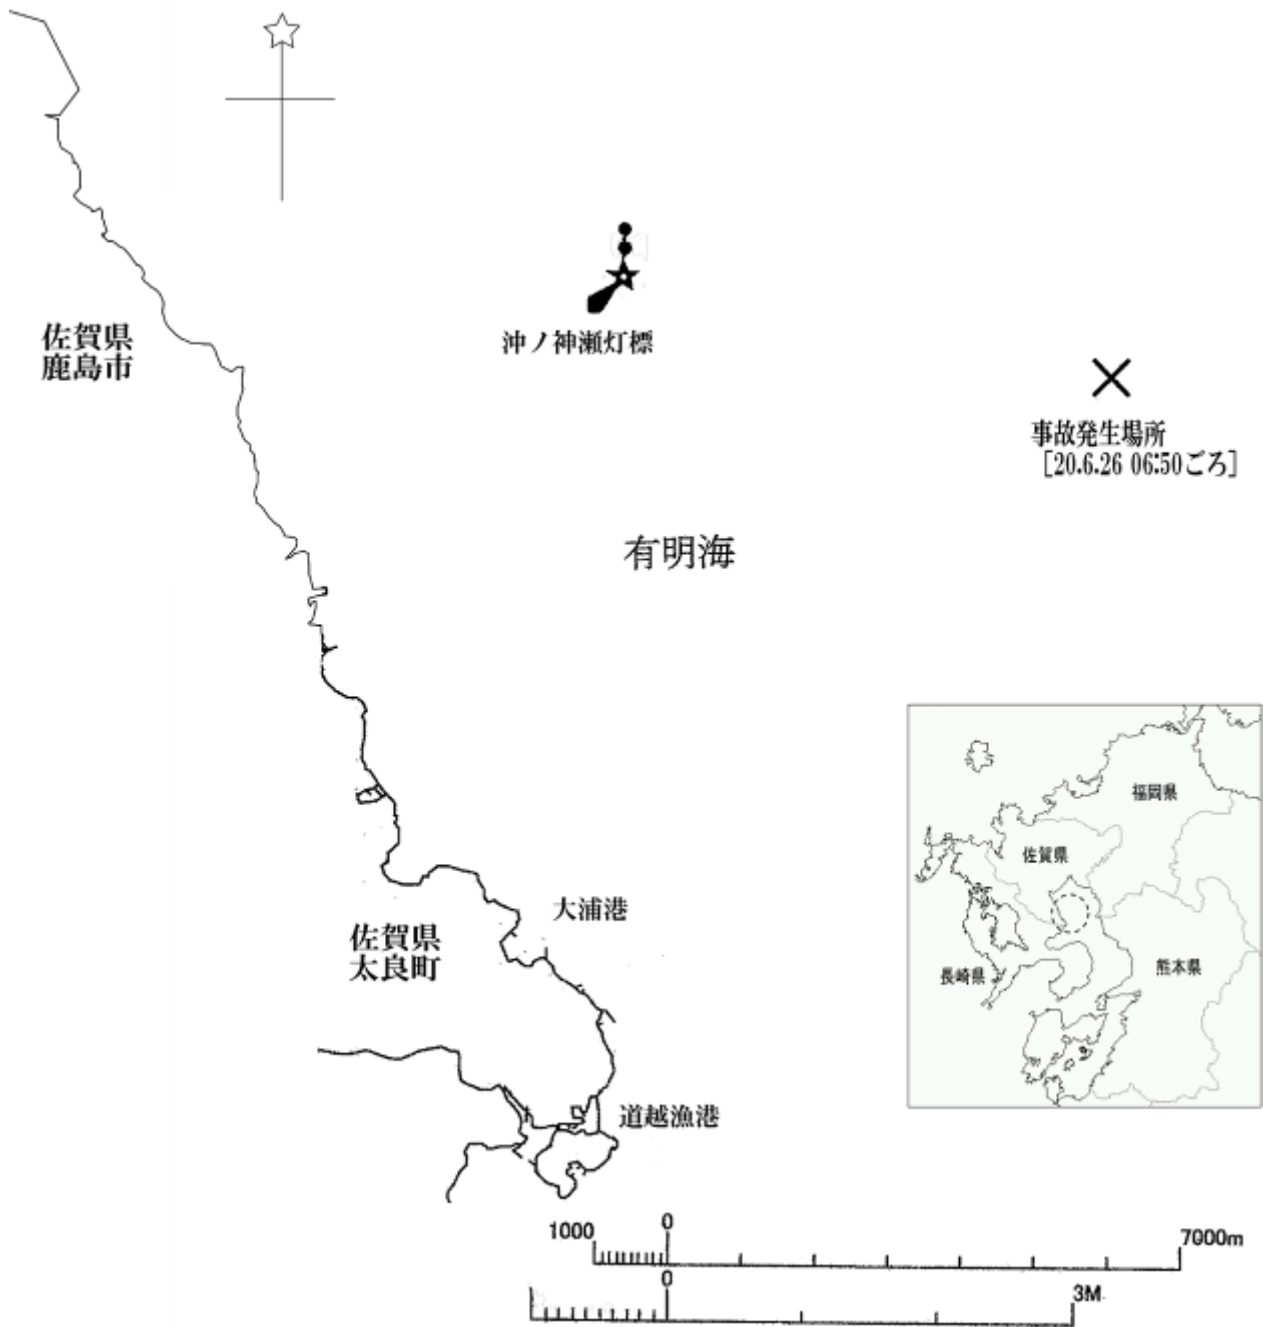 沖ノ神瀬灯標
佐賀県
鹿島市
事故発生場所
[20.6.26 06:50ごろ]
有明海
福岡県
佐賀県
長崎県
熊本県
大浦港
佐賀県
太良町
道越漁港
1000
0
7000m
0
3M